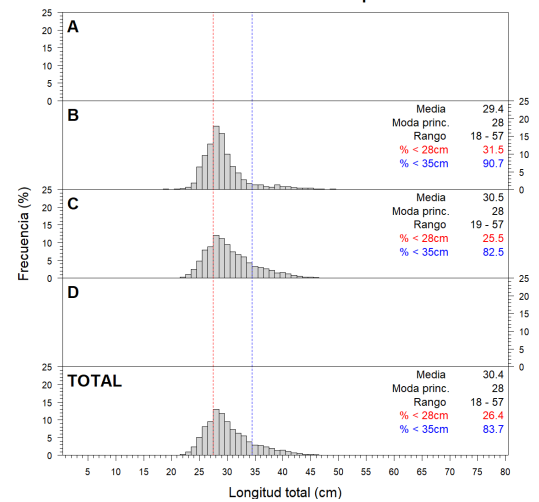 25
20
15
10
5
0
A
B
Media 29.4
Moda princ. 28
Rango 18 - 57
% < 28cm 31.5
% < 35cm 90.7
25
20
15
10
5
0
25
20
15
10
5
0
C
Media 30.5
Moda princ. 28
Rango 19 - 57
% < 28cm 25.5
% < 35cm 82.5
D
25
20
15
10
5
0
25
20
15
10
5
0
TOTAL
Media 30.4
Moda princ. 28
Rango 18 - 57
% < 28cm 26.4
% < 35cm 83.7
Frecuencia (%)
5 10 15 20 25 30 35 40 45 50 55 60 65 70 75 80
Longitud total (cm)